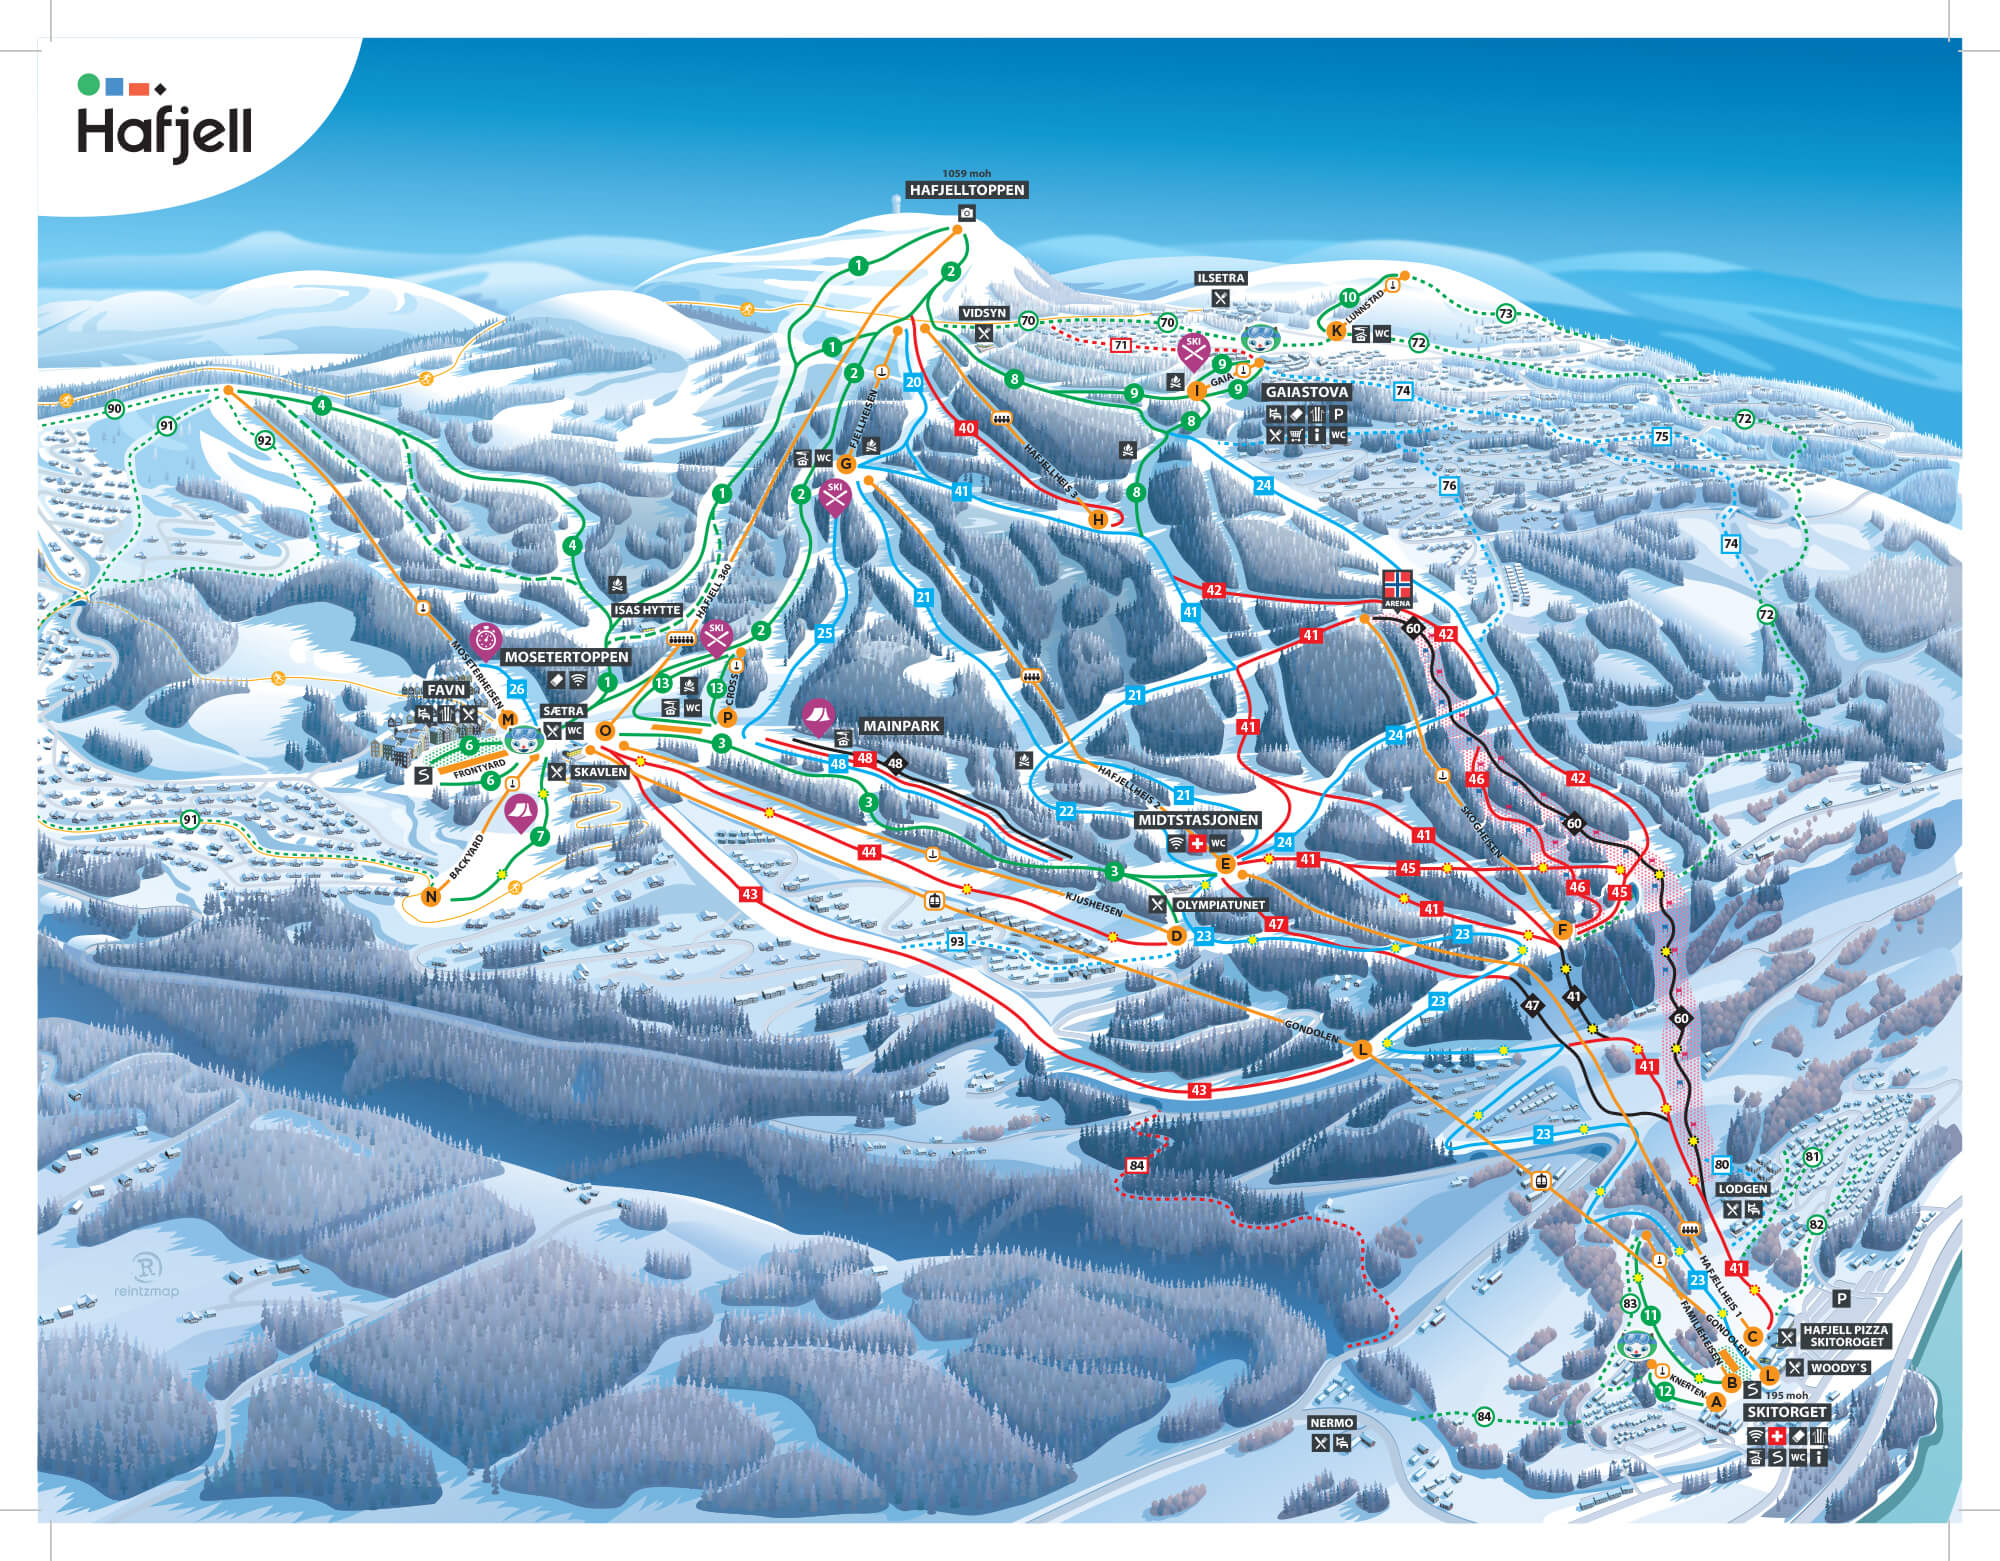 Hafjell
1059 moh
HAFJELLTOPPEN
1
2
ILSETRA
10
LUNNSTAD
73
VIDSYN
70
70
K
WC
72
71
SKI
1
2
20
8
9
9
GAIA
9
I
GAIASTOVA
P
WC
74
90
4
91
92
FJELLHEISEN
40
8
72
75
WC
G
SKI
1
2
41
HAFJELLHEIS 3
H
8
24
76
74
4
HAFJELL 360
21
42
ARENA
41
72
ISAS HYTTE
SKI
2
25
41
60
42
MOSETERHEISEN
MOSETERTOPPEN
FAVN
26
1
13
13
CROSS
WC
21
M
SÆTRA
WC
O
P
3
MAINPARK
41
24
6
FRONTYARD
6
SKAVLEN
48
48
48
HAFJELLHEIS 2
46
42
3
22
21
MIDTSTASJONEN
WC
SKOGHEISEN
60
91
7
BACKYARD
44
24
41
E
41
45
3
46
45
N
43
KJUSHEISEN
OLYMPIATUNET
41
47
D
23
23
F
93
23
47
41
60
GONDOLEN
L
41
43
23
84
80
81
LODGEN
82
41
23
HAFJELLHEIS 1
83
11
FAMILIEHEISEN
GONDOLEN
P
C
HAFJELL PIZZA
SKITOROGET
WOODY`S
KNERTEN
12
B
L
A
195 moh
SKITORGET
WC
84
NERMO
R
reintzmap